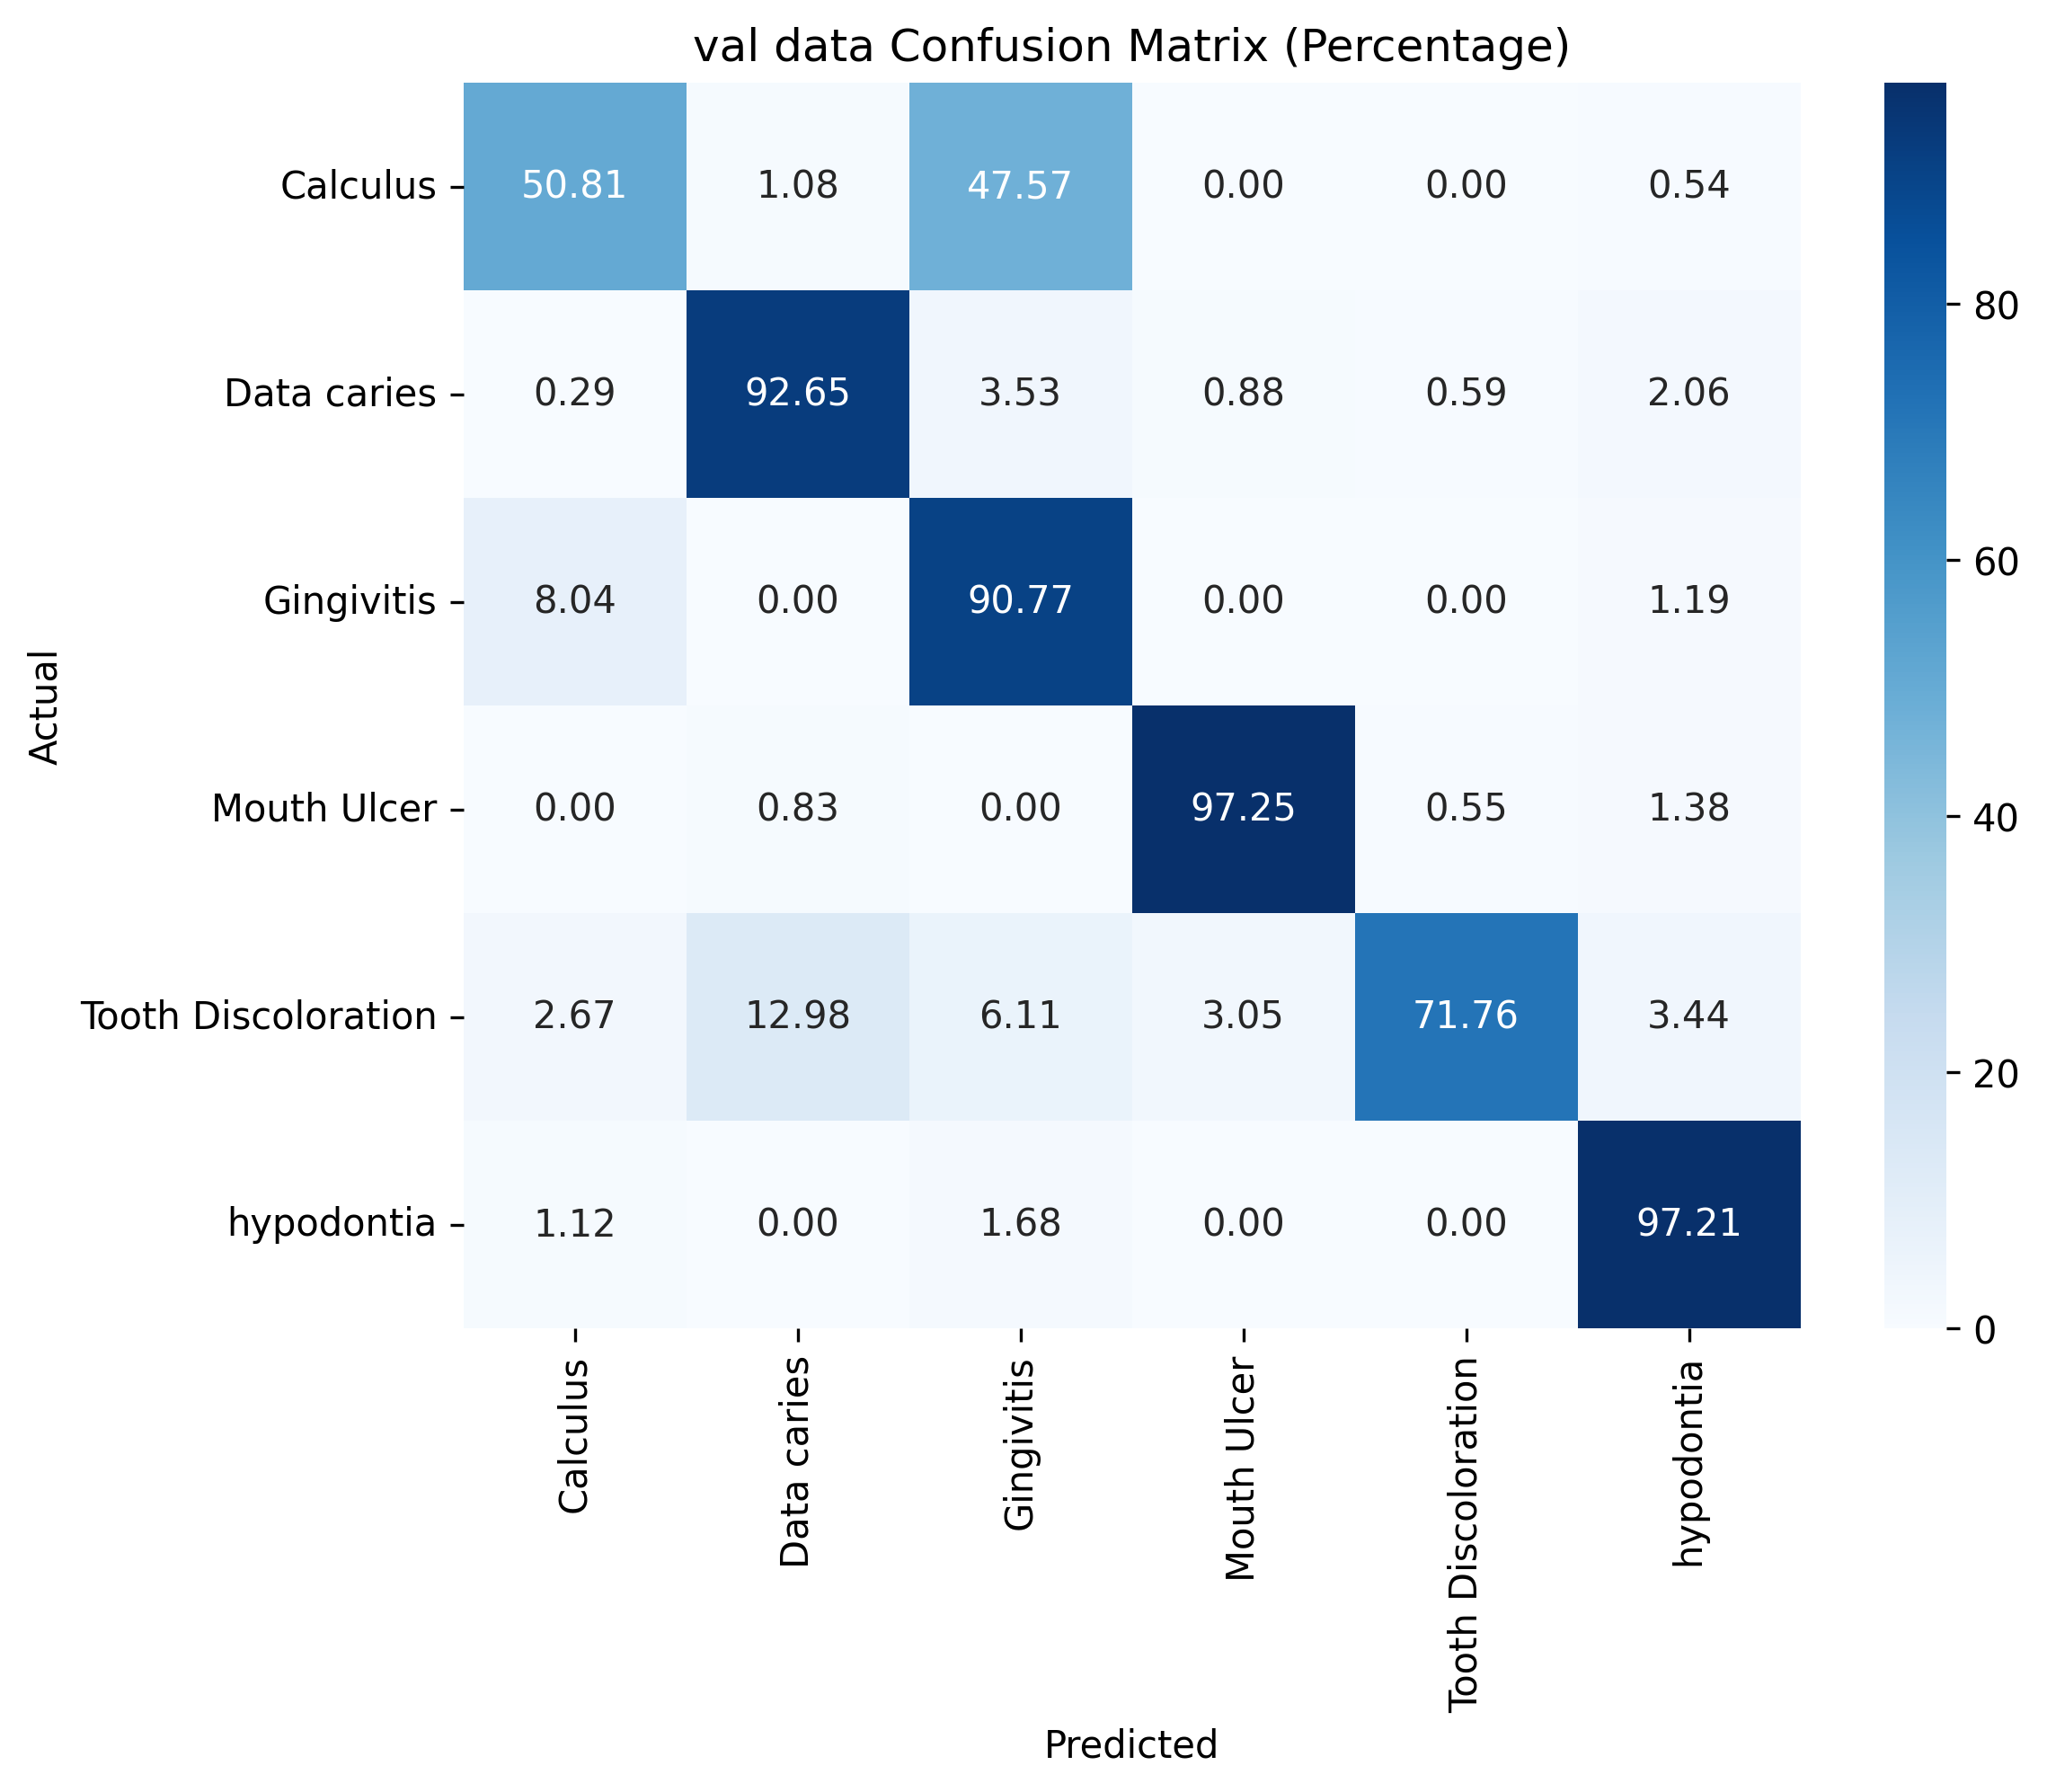 val data Confusion Matrix (Percentage)
Calculus 50.81 1.08 47.57 0.00 0.00 0.54
Data caries 0.29 92.65 3.53 0.88 0.59 2.06
Gingivitis 8.04 0.00 90.77 0.00 0.00 1.19
Mouth Ulcer 0.00 0.83 0.00 97.25 0.55 1.38
Tooth Discoloration 2.67 12.98 6.11 3.05 71.76 3.44
hypodontia 1.12 0.00 1.68 0.00 0.00 97.21
Actual
Calculus
Data caries
Gingivitis
Mouth Ulcer
Tooth Discoloration
hypodontia
Predicted
80
60
40
20
0